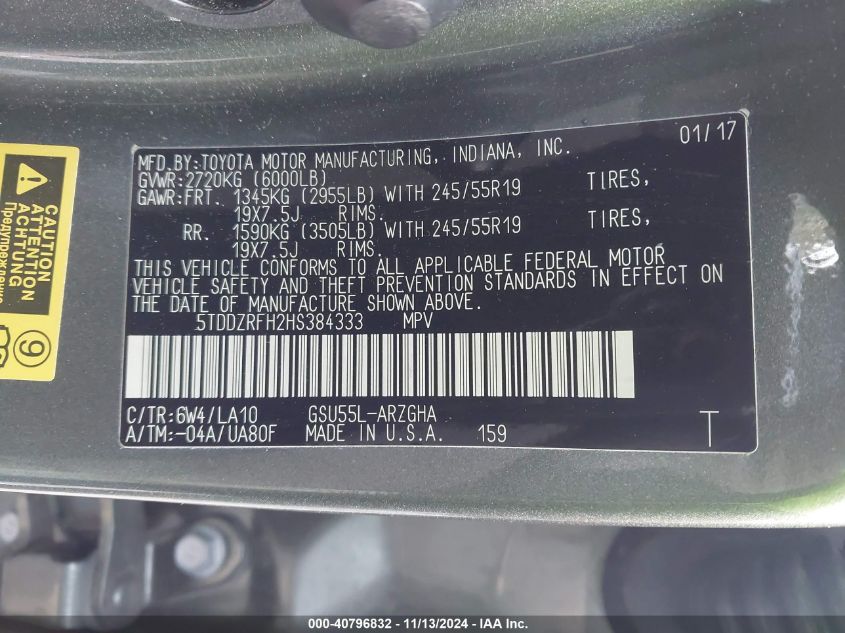 MFD.BY:TOYOTA MOTOR MANUFACTURING, INDIANA, INC. 01/17
GVWR:2720KG (6000LB)
GAWR:FRT. 1345KG (2955LB) WITH 245/55R19 TIRES,
19X7.5J RIMS.
RR. 1590KG (3505LB) WITH 245/55R19 TIRES,
19X7.5J RIMS.
THIS VEHICLE CONFORMS TO ALL APPLICABLE FEDERAL MOTOR
VEHICLE SAFETY AND THEFT PREVENTION STANDARDS IN EFFECT ON
THE DATE OF MANUFACTURE SHOWN ABOVE.
5TDDZRFH2HS384333 MPV
C/TR:6W4/LA10 GSU55L-ARZGHA
A/TM:-04A/UA80F MADE IN U.S.A. 159 T
CAUTION
ATTENTION
ACHTUNG
9
000-40796832 - 11/13/2024 - IAA Inc.